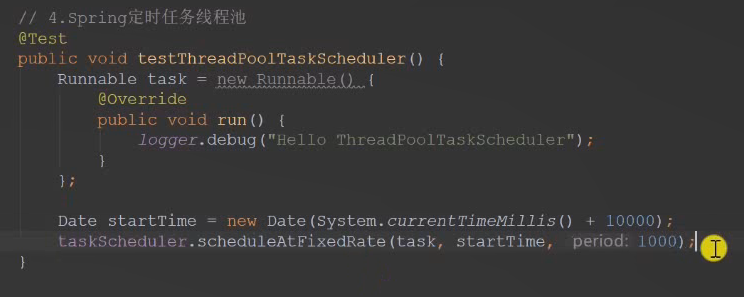 // 4.Spring定时任务线程池
@Test
public void testThreadPoolTaskScheduler() {
    Runnable task = new Runnable() {
        @Override
        public void run() {
            logger.debug("Hello ThreadPoolTaskScheduler");
        }
    };
    Date startTime = new Date(System.currentTimeMillis() + 10000);
    taskScheduler.scheduleAtFixedRate(task, startTime, period: 1000);
}